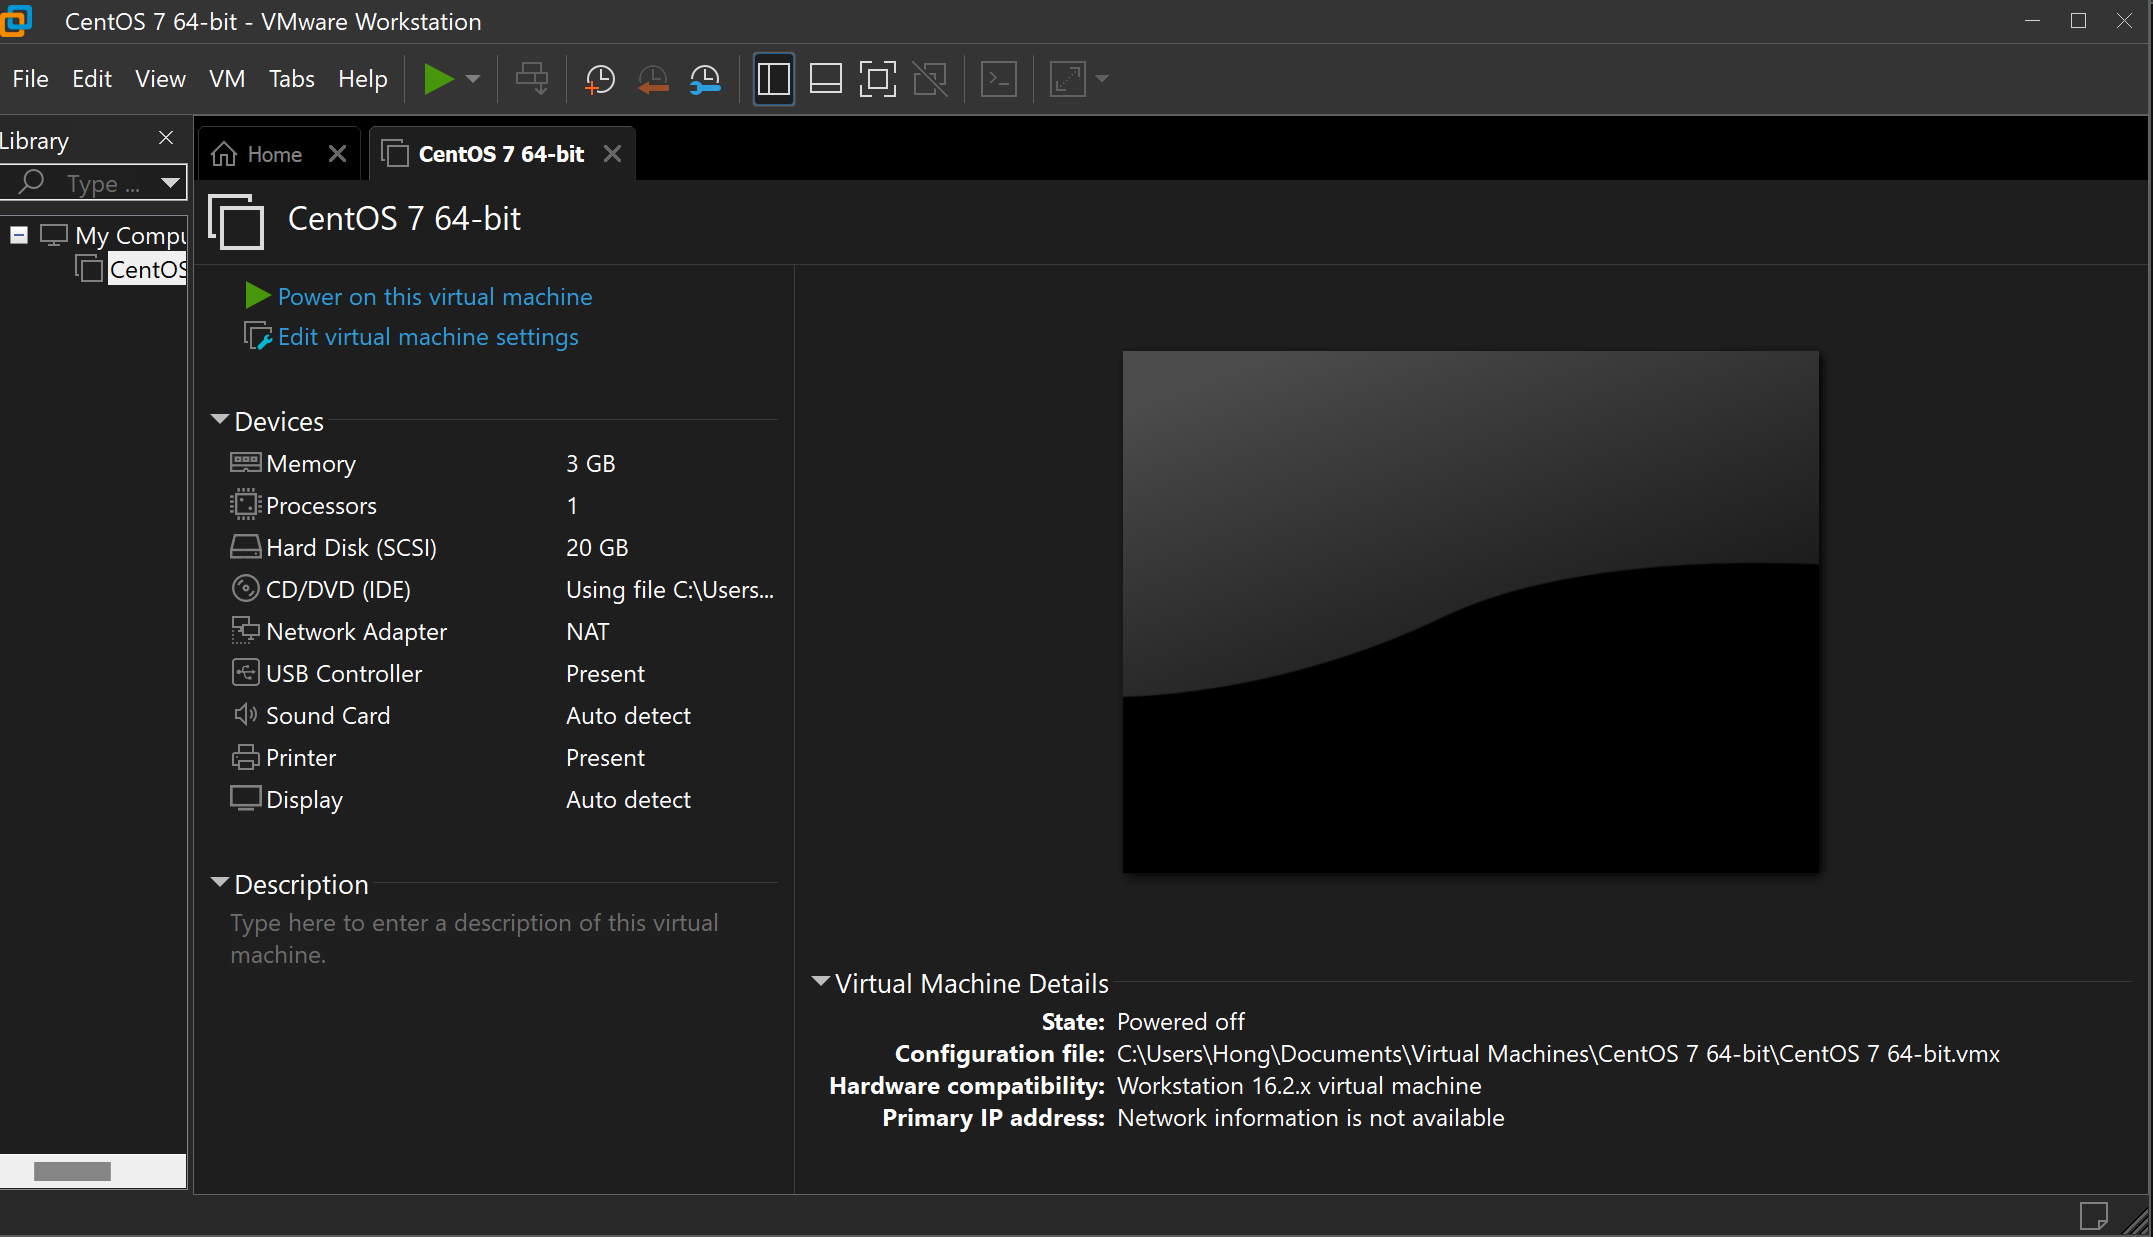 CentOS 7 64-bit - VMware Workstation
File Edit View VM Tabs Help
Library
Type ...
My Compu
CentOS
Home
CentOS 7 64-bit
CentOS 7 64-bit
Power on this virtual machine
Edit virtual machine settings
Devices
Memory 3 GB
Processors 1
Hard Disk (SCSI) 20 GB
CD/DVD (IDE) Using file C:\Users...
Network Adapter NAT
USB Controller Present
Sound Card Auto detect
Printer Present
Display Auto detect
Description
Type here to enter a description of this virtual
machine.
Virtual Machine Details
State: Powered off
Configuration file: C:\Users\Hong\Documents\Virtual Machines\CentOS 7 64-bit\CentOS 7 64-bit.vmx
Hardware compatibility: Workstation 16.2.x virtual machine
Primary IP address: Network information is not available